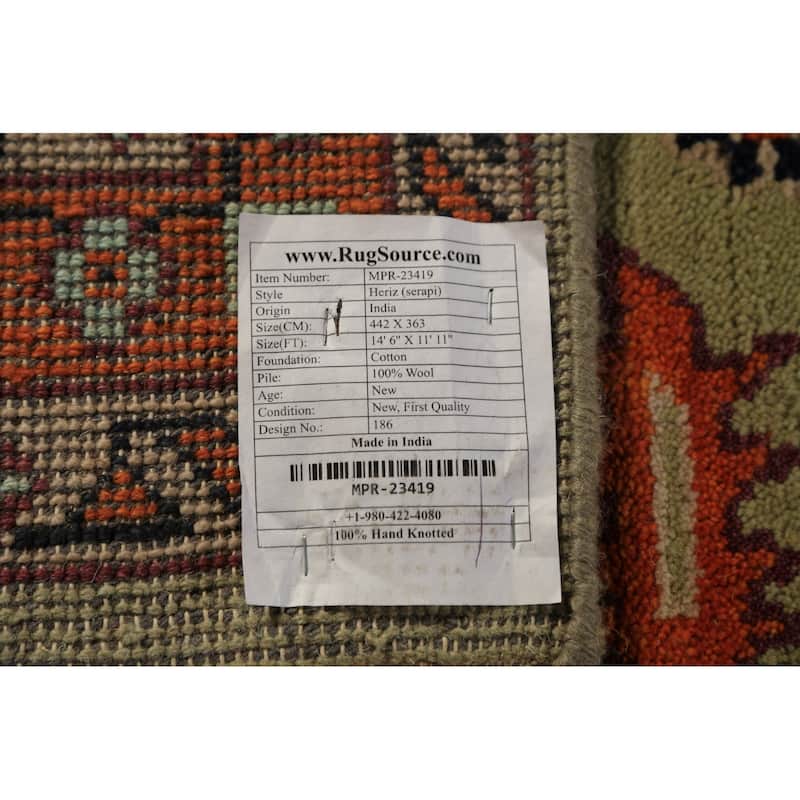 www.RugSource.com
Item Number: MPR-23419
Style Heriz (serapi)
Origin India
Size(CM): 442 X 363
Size(FT): 14' 6" X 11' 11"
Foundation: Cotton
Pile: 100% Wool
Age: New
Condition: New, First Quality
Design No.: 186
Made in India
MPR-23419
+1-980-422-4080
100% Hand Knotted